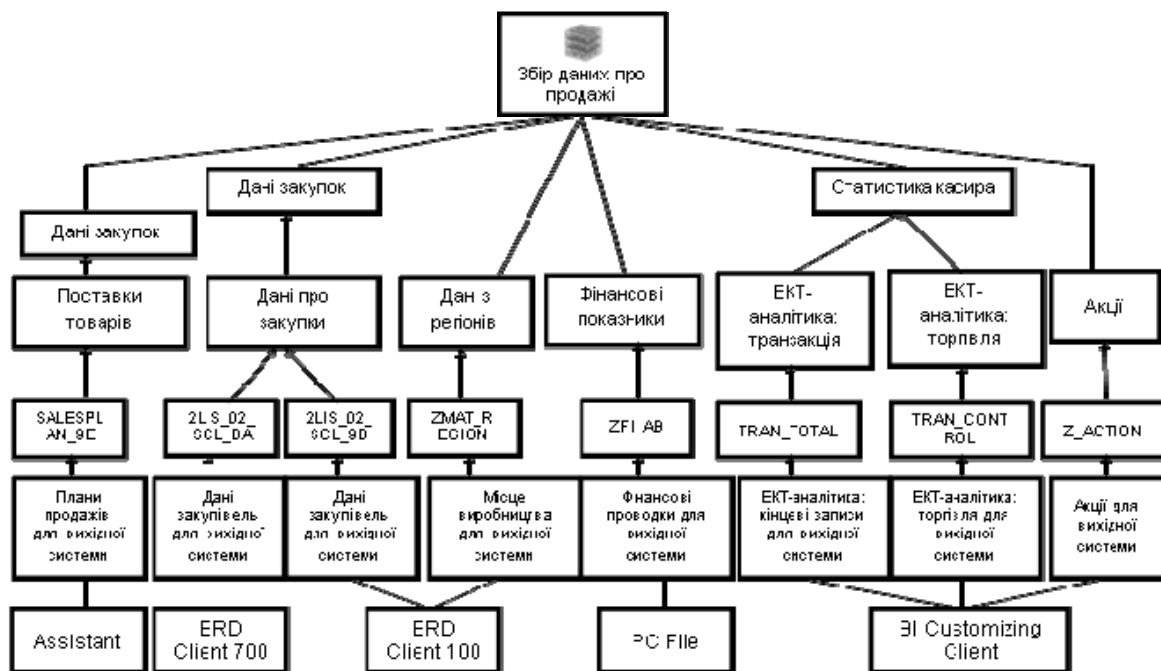 Збір даних про
продажі
Дані закупок
Статистика касира
Дані закупок
Поставки
товарів
Дані про
закупки
Дан з
регіонів
Фінансові
показники
ЕКТ-
аналітика:
транзакція
ЕКТ-
аналітика:
торгівля
Акції
SALESPL
AN_9D
2LIS_02_
SCL_DA
2LIS_02_
SCL_9D
ZMAT_R
EGION
ZFLAB
TRAN_TOTAL
TRAN_CONT
ROL
Z_ACTION
Плани
продажів
для вихідної
системи
Дані
закупівель
для вихідної
системи
Дані
закупівель
для вихідної
системи
Місце
виробництва
для вихідної
системи
Фінансові
проводки для
вихідної
системи
ЕКТ-аналітика:
кінцеві записи
для вихідної
системи
ЕКТ-аналітика:
торгівля для
вихідної
системи
Акції для
вихідної
системи
Assistant
ERD
Client 700
ERD
Client 100
PC File
BI Customizing
Client